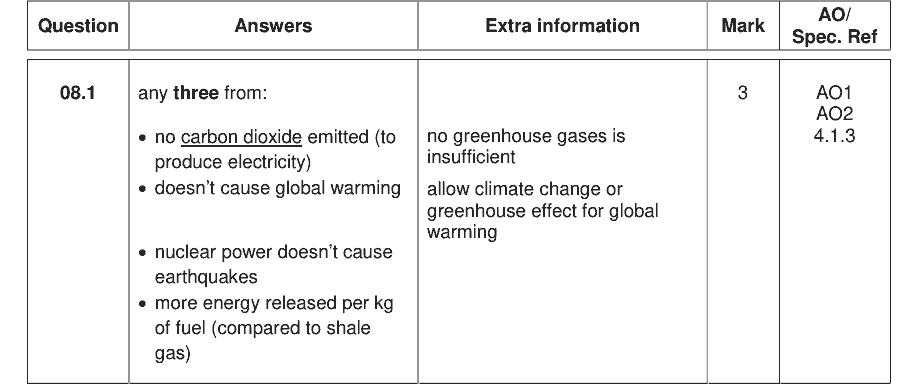 Question Answers Extra information Mark AO/
Spec. Ref
08.1 any three from: 3 AO1
AO2
• no carbon dioxide emitted (to no greenhouse gases is 4.1.3
produce electricity) insufficient
• doesn't cause global warming allow climate change or
greenhouse effect for global
warming
• nuclear power doesn't cause
earthquakes
• more energy released per kg
of fuel (compared to shale
gas)